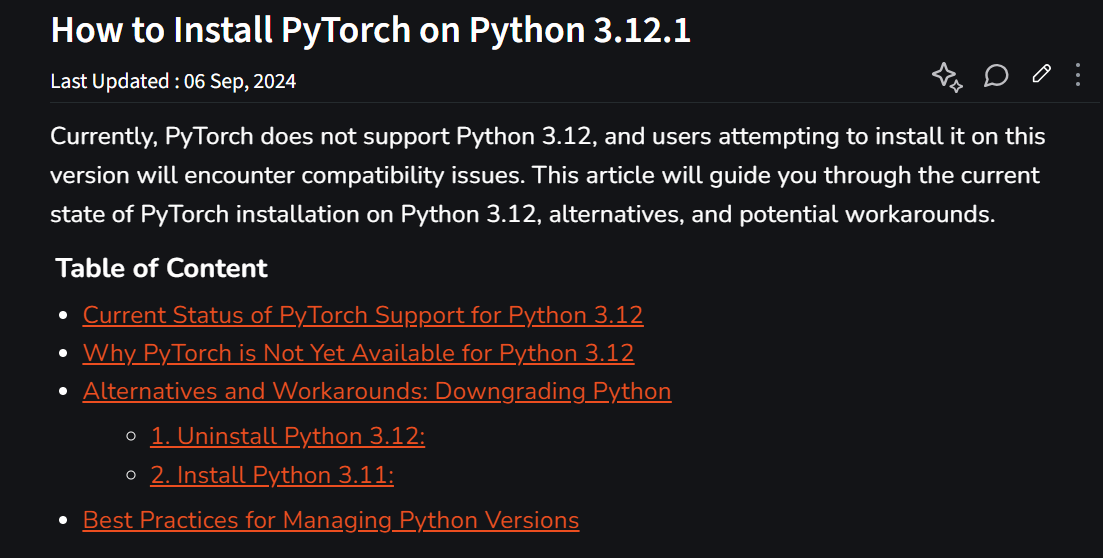 How to Install PyTorch on Python 3.12.1
Last Updated : 06 Sep, 2024
Currently, PyTorch does not support Python 3.12, and users attempting to install it on this
version will encounter compatibility issues. This article will guide you through the current
state of PyTorch installation on Python 3.12, alternatives, and potential workarounds.
Table of Content
Current Status of PyTorch Support for Python 3.12
Why PyTorch is Not Yet Available for Python 3.12
Alternatives and Workarounds: Downgrading Python
1. Uninstall Python 3.12:
2. Install Python 3.11:
Best Practices for Managing Python Versions